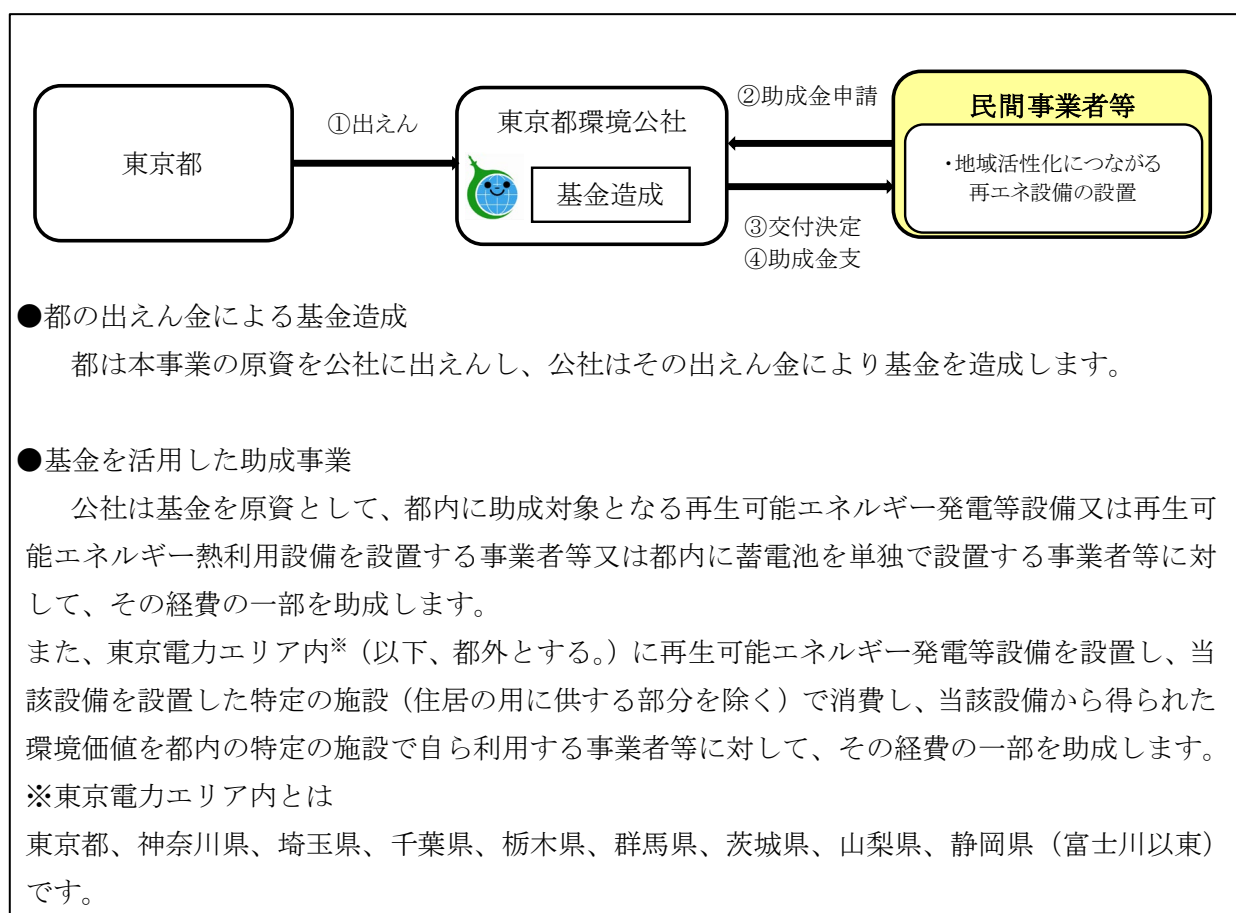 東京都
①出えん
東京都環境公社
基金造成
②助成金申請
③交付決定
④助成金支
民間事業者等
・地域活性化につながる
再エネ設備の設置
●都の出えん金による基金造成
都は本事業の原資を公社に出えんし、公社はその出えん金により基金を造成します。
●基金を活用した助成事業
公社は基金を原資として、都内に助成対象となる再生可能エネルギー発電等設備又は再生可
能エネルギー熱利用設備を設置する事業者等又は都内に蓄電池を単独で設置する事業者等に対
して、その経費の一部を助成します。
また、東京電力エリア内※（以下、都外とする。）に再生可能エネルギー発電等設備を設置し、当
該設備を設置した特定の施設（住居の用に供する部分を除く）で消費し、当該設備から得られた
環境価値を都内の特定の施設で自ら利用する事業者等に対して、その経費の一部を助成します。
※東京電力エリア内とは
東京都、神奈川県、埼玉県、千葉県、栃木県、群馬県、茨城県、山梨県、静岡県（富士川以東）
です。